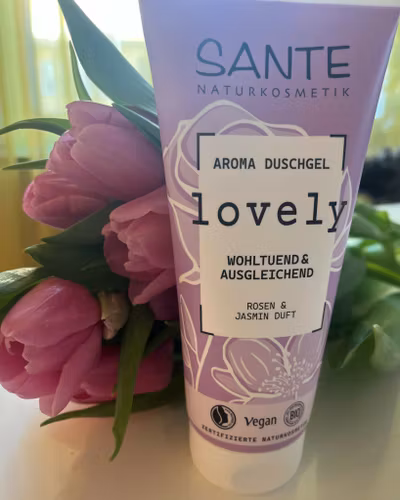 SANTE
NATURKOSMETIK
AROMA DUSCHGEL
lovely
WOHLTUEND &
AUSGLEICHEND
ROSEN &
JASMIN DUFT
Vegan
BIO
ZERTIFIZIERTE NATURKOSMETIK